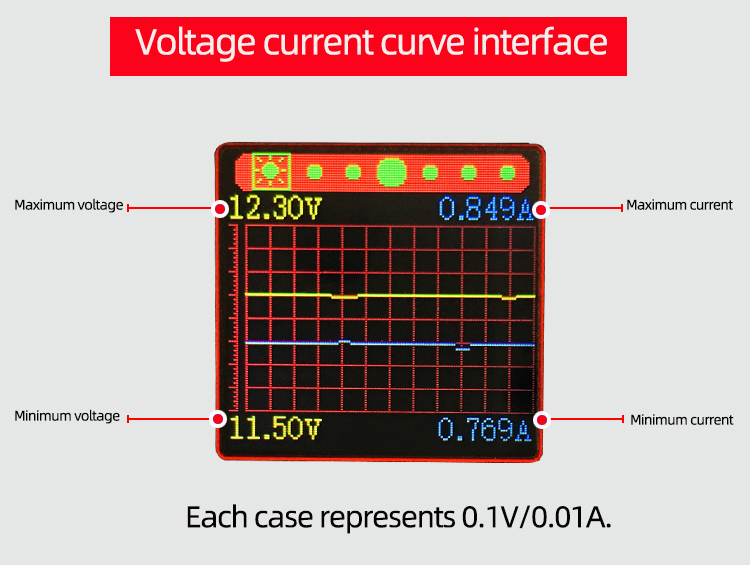 Voltage current curve interface
Maximum voltage
12.30V
0.849A
Maximum current
Minimum voltage
11.50V
0.769A
Minimum current
Each case represents 0.1V/0.01A.